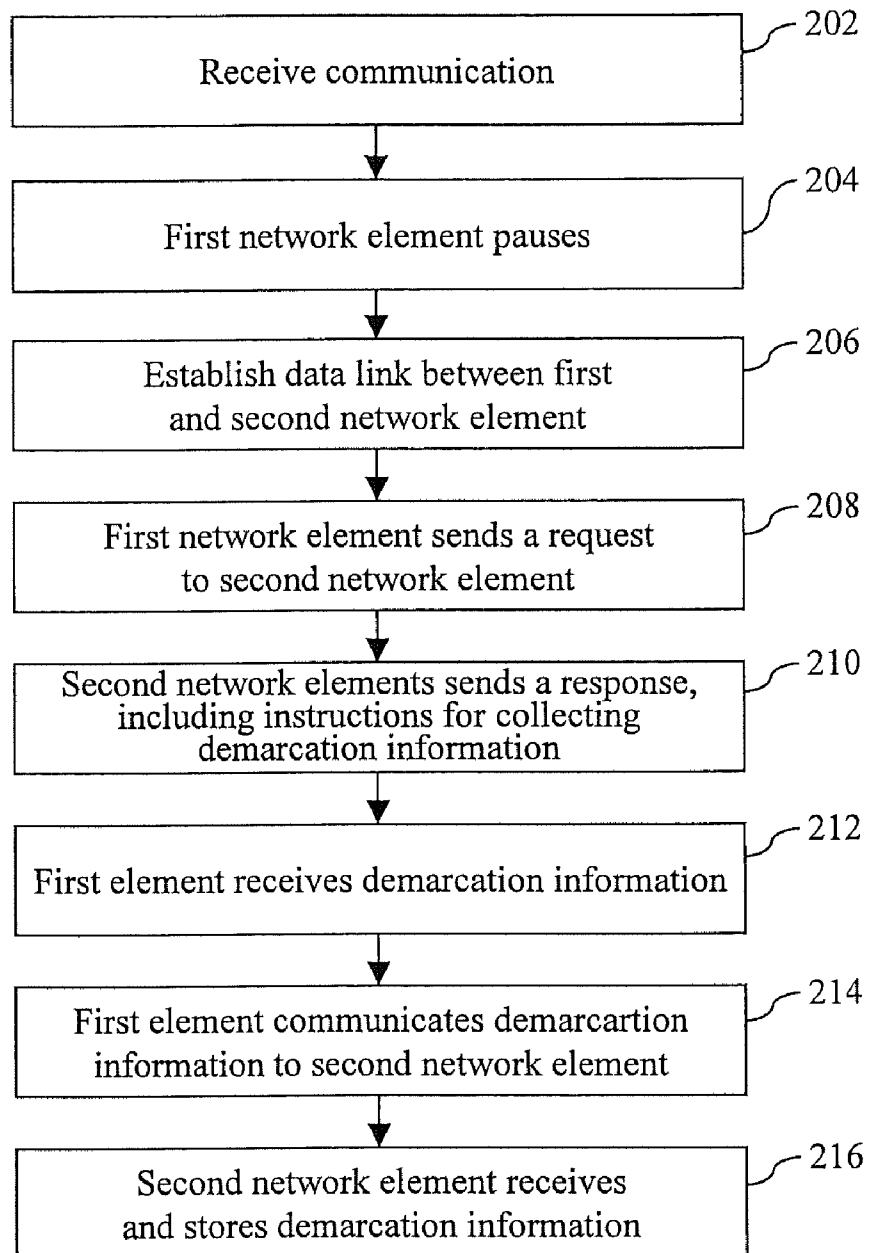 202
Receive communication
204
First network element pauses
206
Establish data link between first
and second network element
208
First network element sends a request
to second network element
210
Second network elements sends a response,
including instructions for collecting
demarcation information
212
First element receives demarcation information
214
First element communicates demarcartion
information to second network element
216
Second network element receives
and stores demarcation information